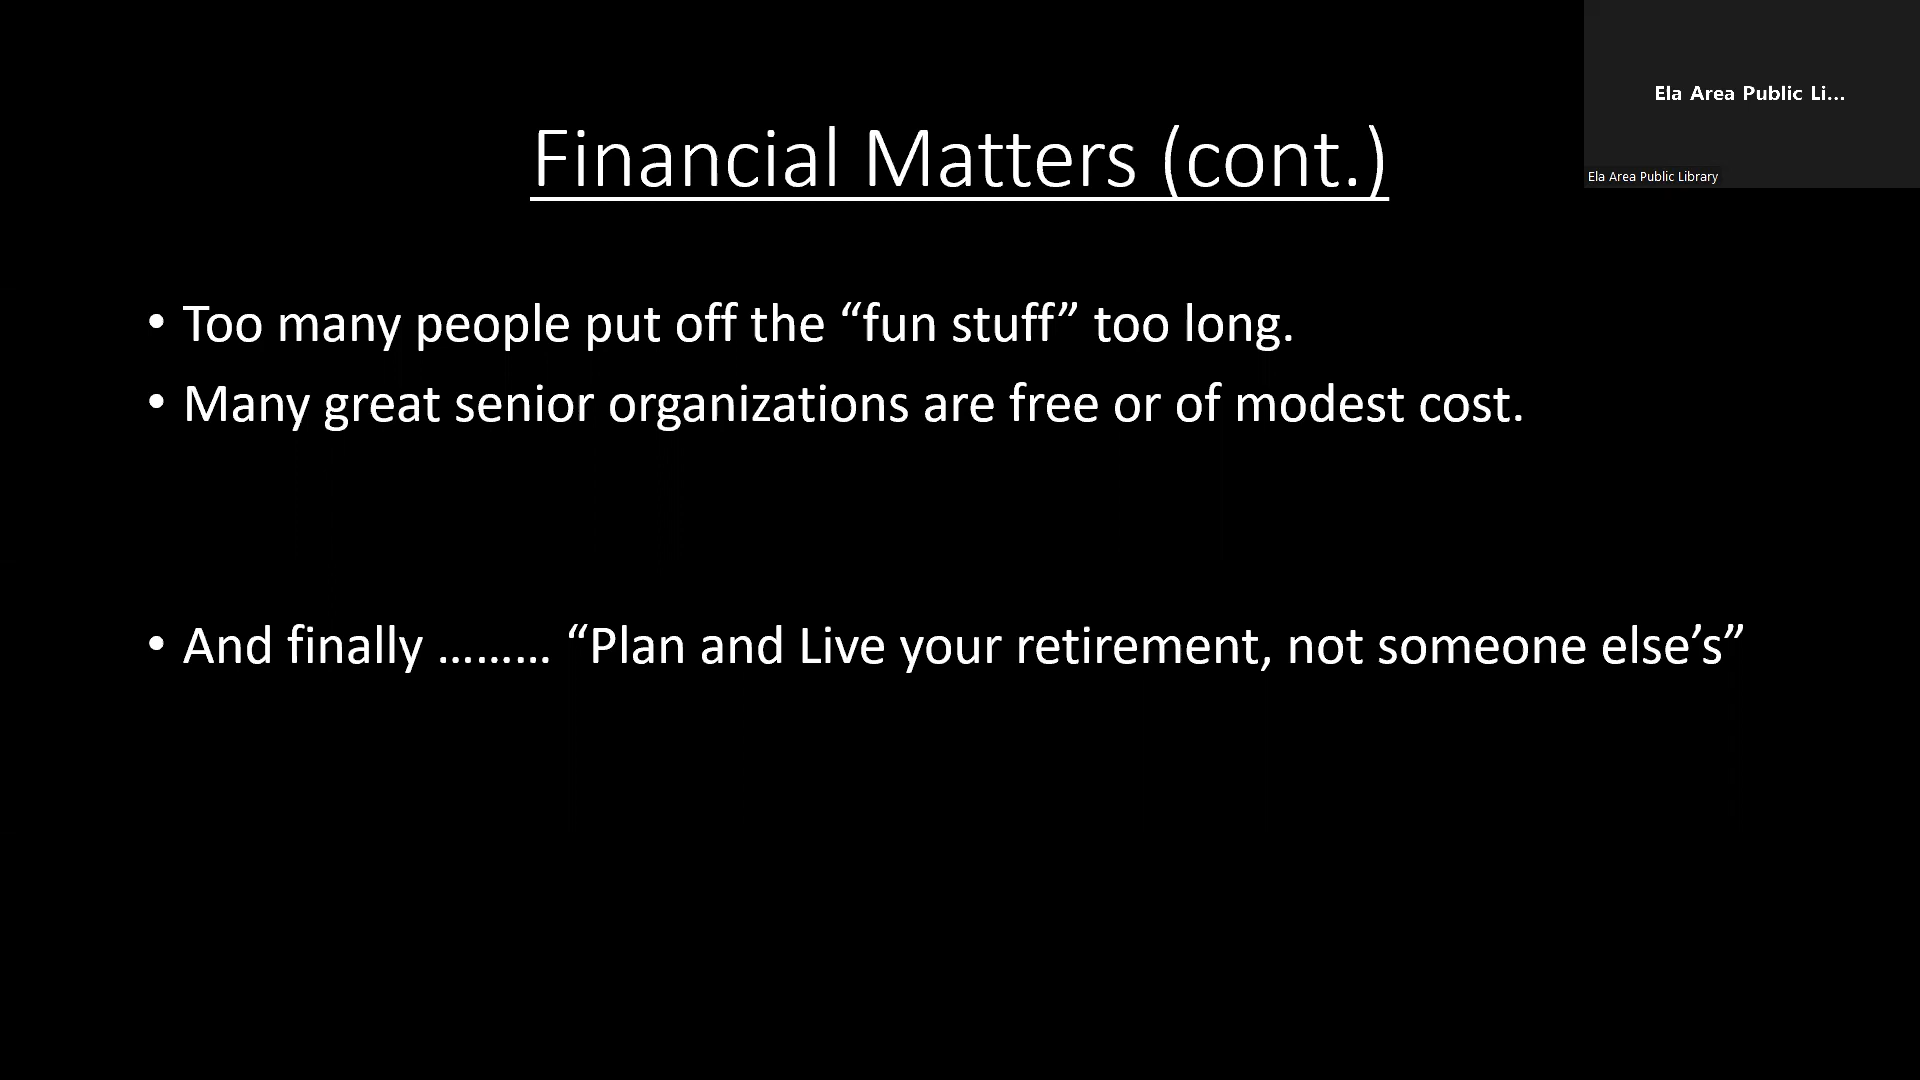 Ela Area Public Li...
Ela Area Public Library
Financial Matters (cont.)
• Too many people put off the “fun stuff” too long.
• Many great senior organizations are free or of modest cost.
• And finally ……… “Plan and Live your retirement, not someone else’s”